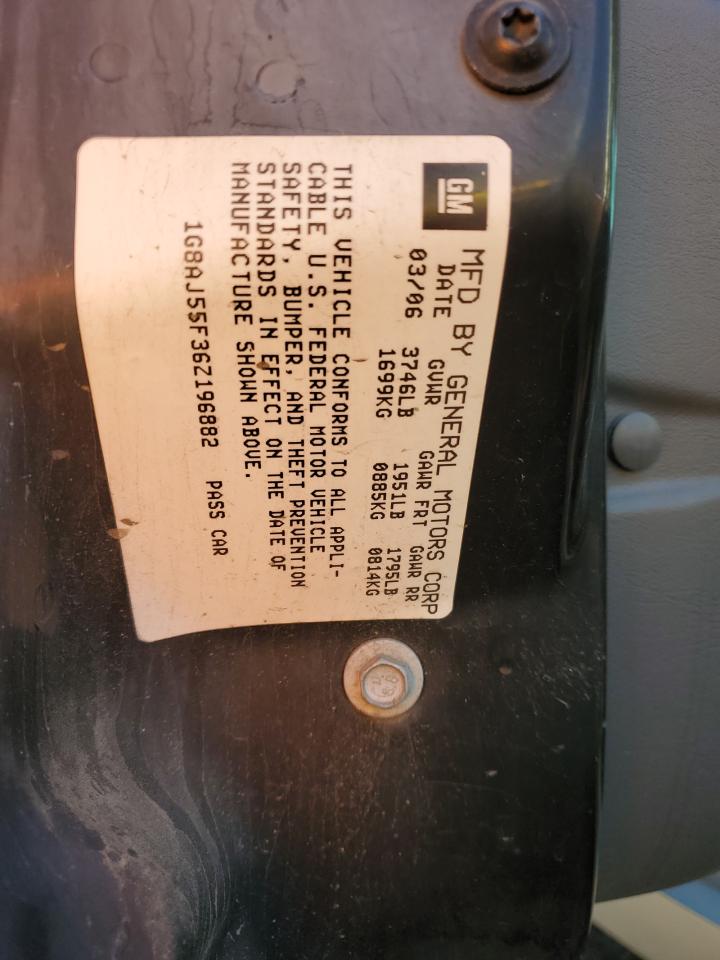 GM
MFD BY GENERAL MOTORS CORP
DATE GVWR GAWR FRT GAWR RR
03/06 3746LB 1951LB 1795LB
1699KG 0885KG 0814KG
THIS VEHICLE CONFORMS TO ALL APPLI-
CABLE U.S. FEDERAL MOTOR VEHICLE
SAFETY, BUMPER, AND THEFT PREVENTION
STANDARDS IN EFFECT ON THE DATE OF
MANUFACTURE SHOWN ABOVE.
1G8AJ55F36Z196882 PASS CAR